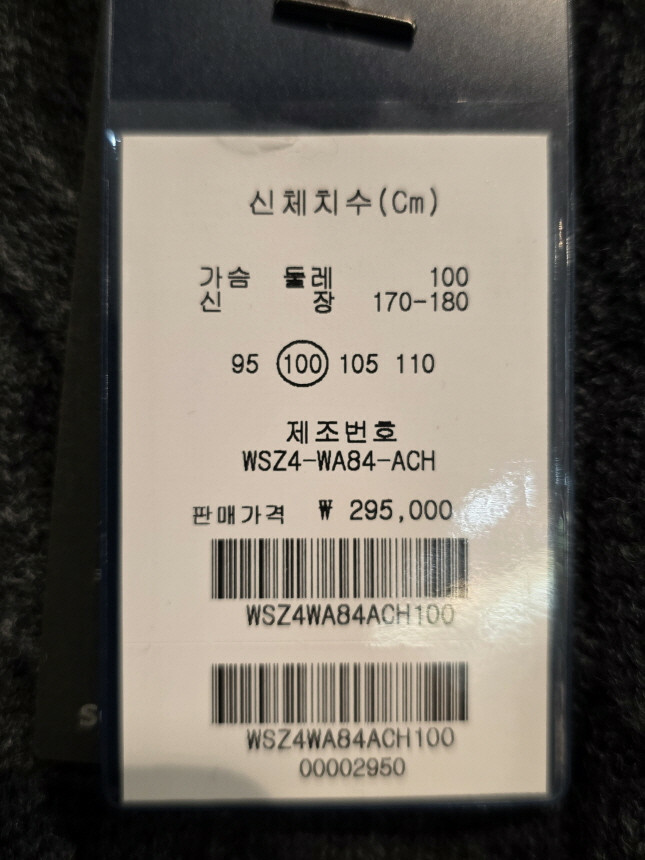 신체치수(Cm)
가슴 둘레 100
신 장 170-180
95 100 105 110
제조번호
WSZ4-WA84-ACH
판매가격 ₩ 295,000
WSZ4WA84ACH100
WSZ4WA84ACH100
00002950